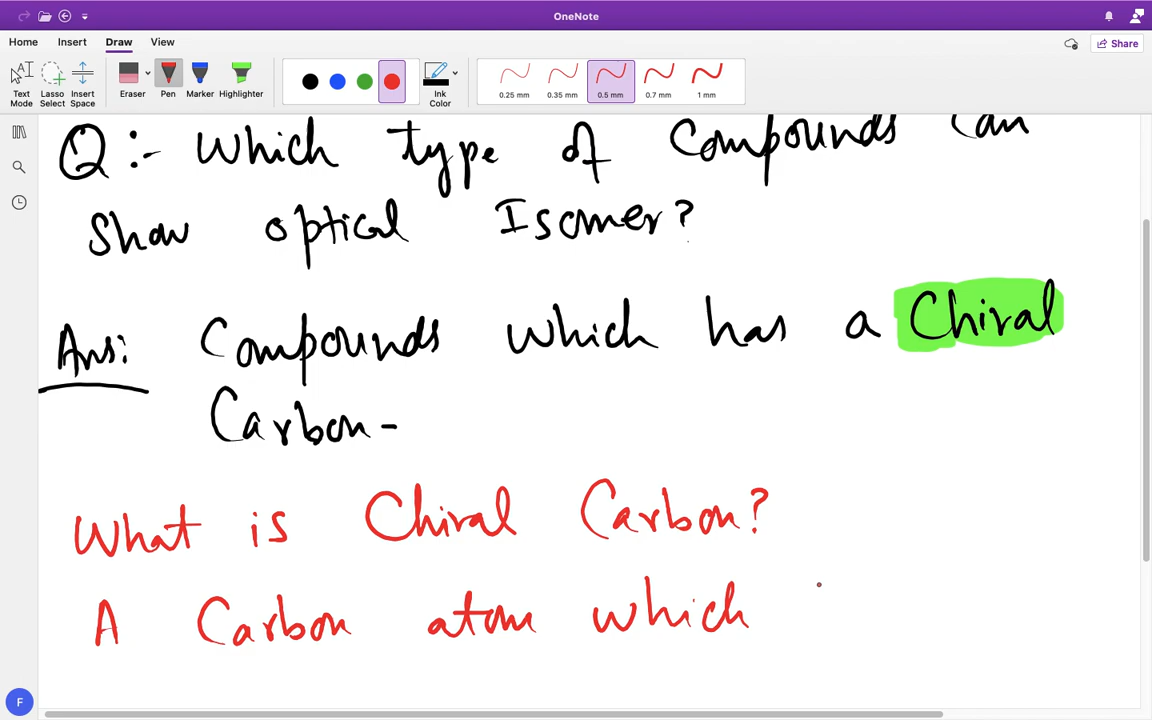 OneNote
Home Insert Draw View
Share
Text Mode
Lasso Select
Insert Space
Eraser
Pen
Marker
Highlighter
Ink Color
0.25 mm
0.35 mm
0.5 mm
0.7 mm
1 mm
Q:- Which type of Compounds Can
Show optical Isomer?
Ans: Compounds which has a Chiral
Carbon-
What is Chiral Carbon?
A Carbon atom which
F